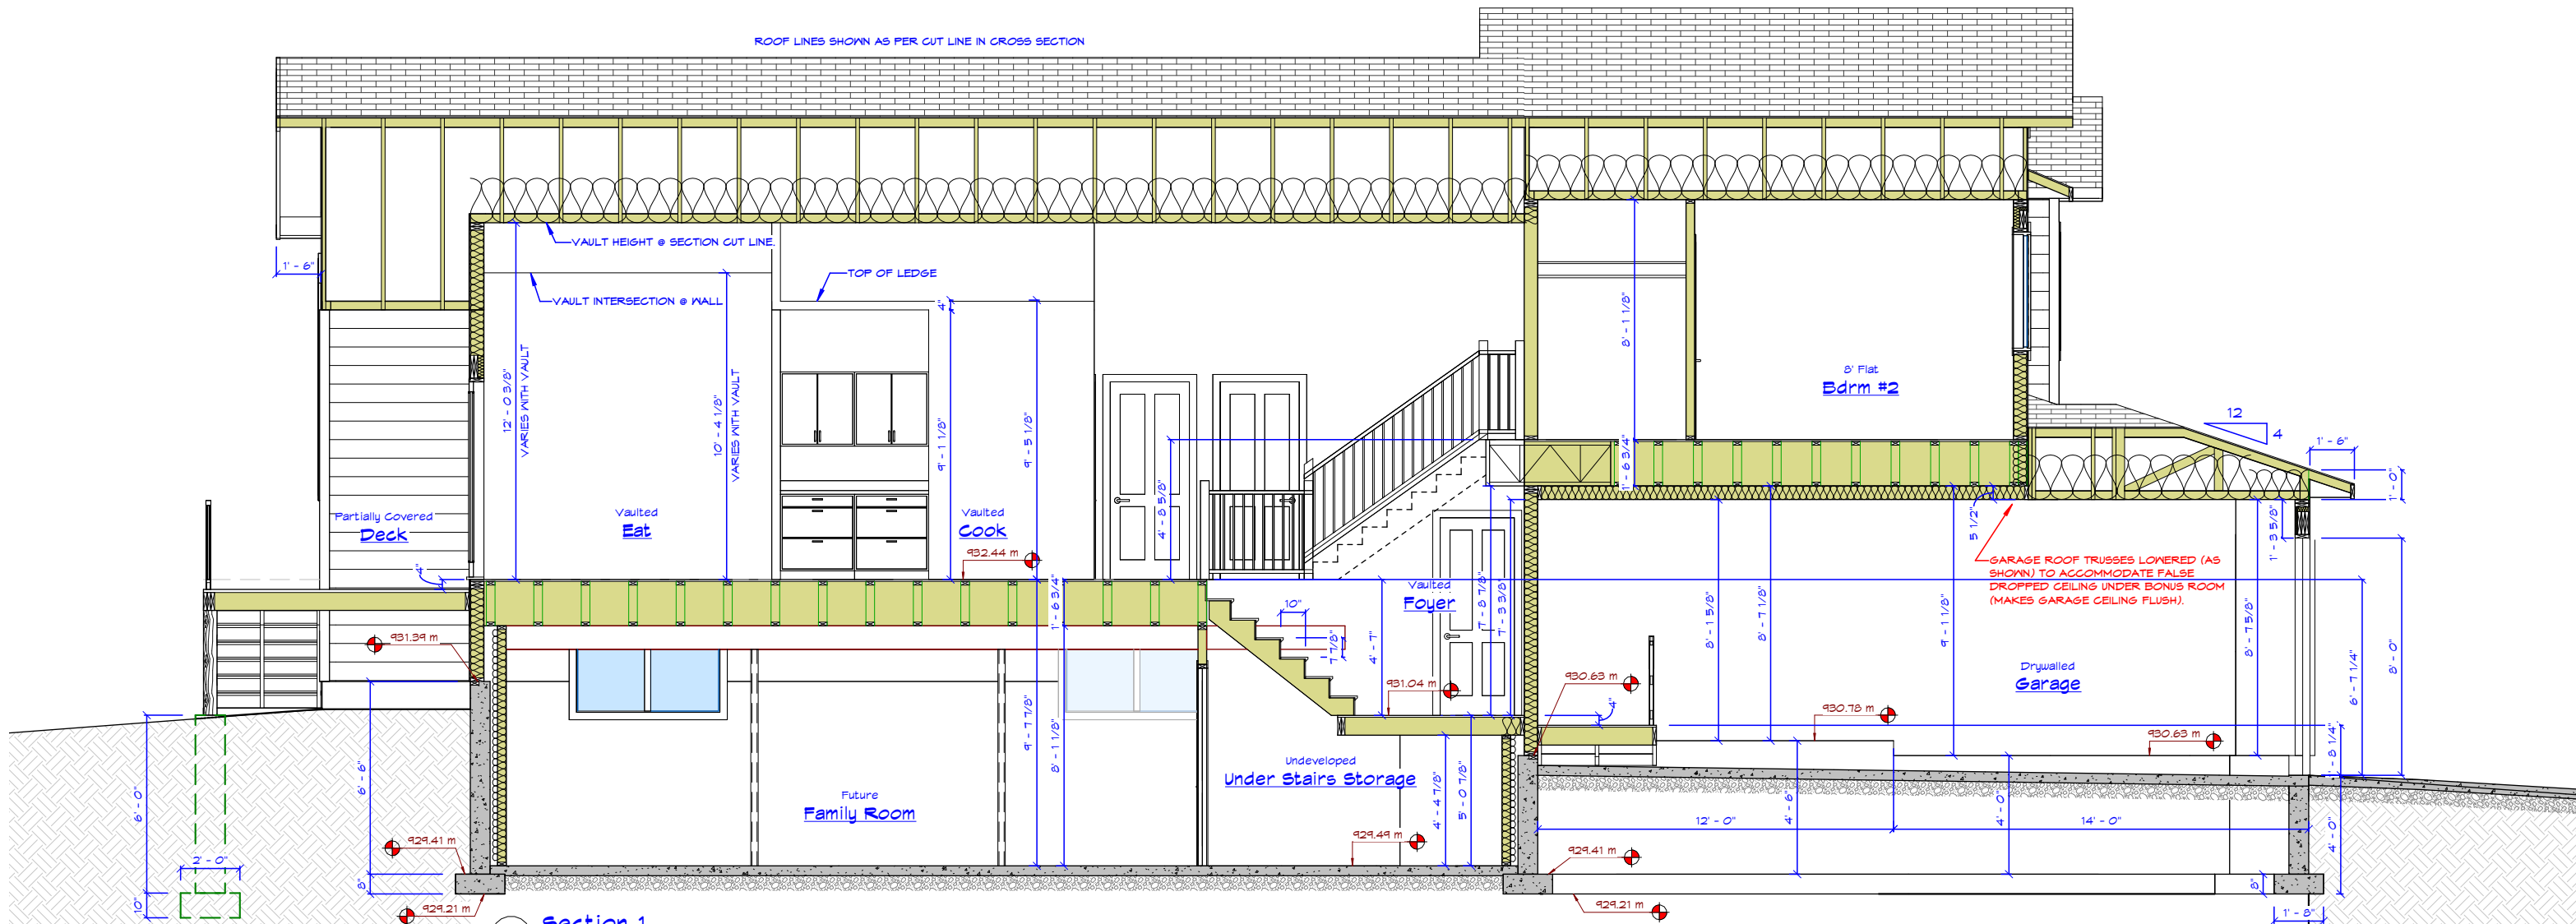 ROOF LINES SHOWN AS PER CUT LINE IN CROSS SECTION
VAULT HEIGHT @ SECTION CUT LINE.
1' - 6"
TOP OF LEDGE
VAULT INTERSECTION @ WALL
4"
12' - 0 3/8"
VARIES WITH VAULT
10' - 4 1/8"
VARIES WITH VAULT
9' - 1 1/8"
9' - 5 1/8"
8' - 1 1/8"
8' Flat
Bdrm #2
12
4
1' - 6"
1' - 0"
1' - 6 3/4"
4' - 8 5/8"
Partially Covered
Deck
Vaulted
Eat
Vaulted
Cook
932.44 m
4"
5 1/2"
1' - 3 5/8"
GARAGE ROOF TRUSSES LOWERED (AS
SHOWN) TO ACCOMMODATE FALSE
DROPPED CEILING UNDER BONUS ROOM
(MAKES GARAGE CEILING FLUSH).
Vaulted
Foyer
7' - 8 7/8"
7' - 3 3/8"
10"
7 7/8"
4' - 7"
1' - 6 3/4"
931.39 m
931.04 m
8' - 1 5/8"
8' - 7 1/8"
9' - 1 1/8"
8' - 7 5/8"
6' - 7 1/4"
8' - 0"
Drywalled
Garage
930.63 m
4"
930.78 m
930.63 m
1' - 8 1/4"
9' - 7 7/8"
8' - 1 1/8"
Undeveloped
Under Stairs Storage
Future
Family Room
4' - 4 7/8"
5' - 0 7/8"
929.49 m
6' - 0"
6' - 6"
12' - 0"
4' - 6"
4' - 0"
14' - 0"
4' - 0"
929.41 m
929.41 m
2' - 0"
8"
8"
10"
929.21 m
929.21 m
1' - 8"
Section 1